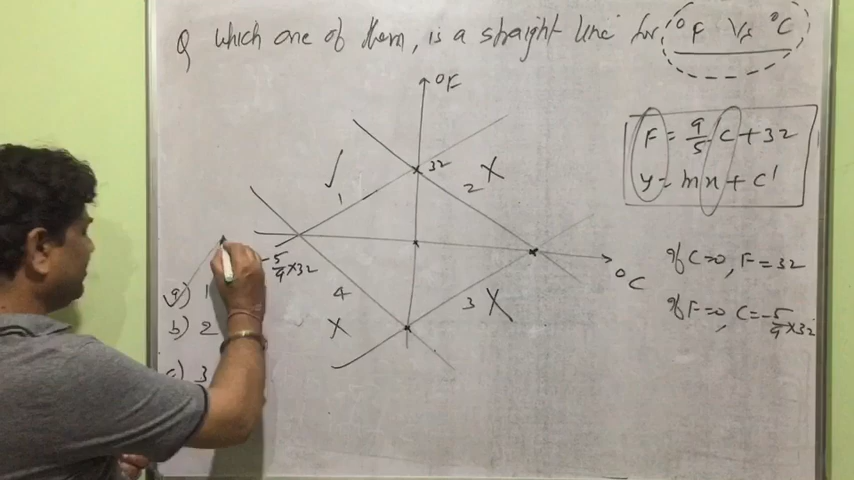 Q which one of them, is a straight line for °F Vs °C
°F
F = 9/5 C + 32
y = mx + c'
32
1
2
-5/9 × 32
°C
If C=0, F = 32
If F=0, C = -5/9 × 32
4
3
a) 1
b) 2
c) 3